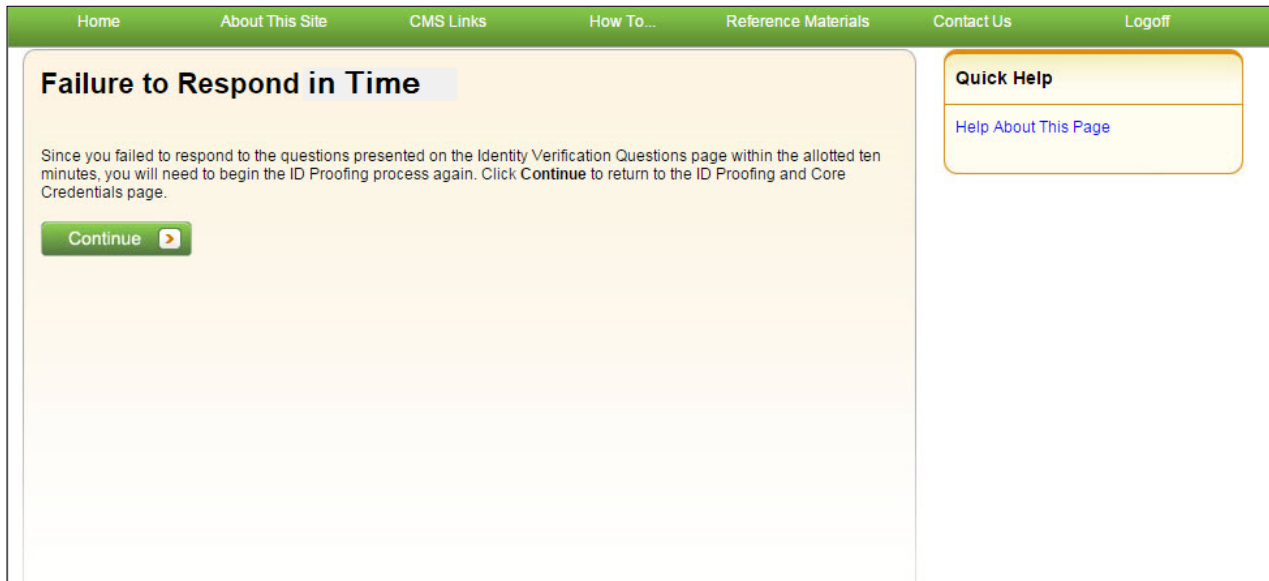 Home About This Site CMS Links How To... Reference Materials Contact Us Logoff
Failure to Respond in Time
Since you failed to respond to the questions presented on the Identity Verification Questions page within the allotted ten
minutes, you will need to begin the ID Proofing process again. Click Continue to return to the ID Proofing and Core
Credentials page.
Continue
Quick Help
Help About This Page